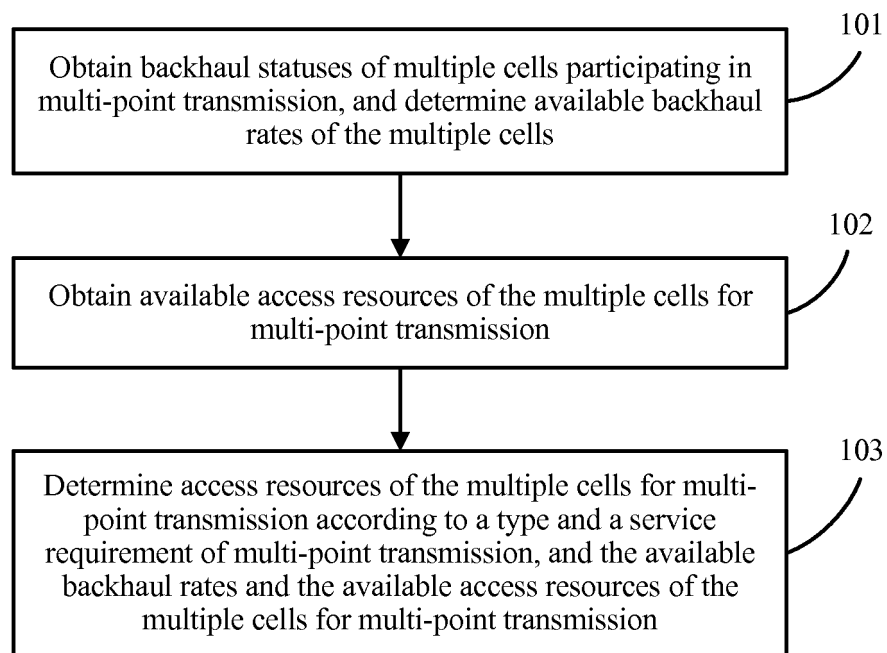 101
Obtain backhaul statuses of multiple cells participating in
multi-point transmission, and determine available backhaul
rates of the multiple cells
102
Obtain available access resources of the multiple cells for
multi-point transmission
103
Determine access resources of the multiple cells for multi-
point transmission according to a type and a service
requirement of multi-point transmission, and the available
backhaul rates and the available access resources of the
multiple cells for multi-point transmission